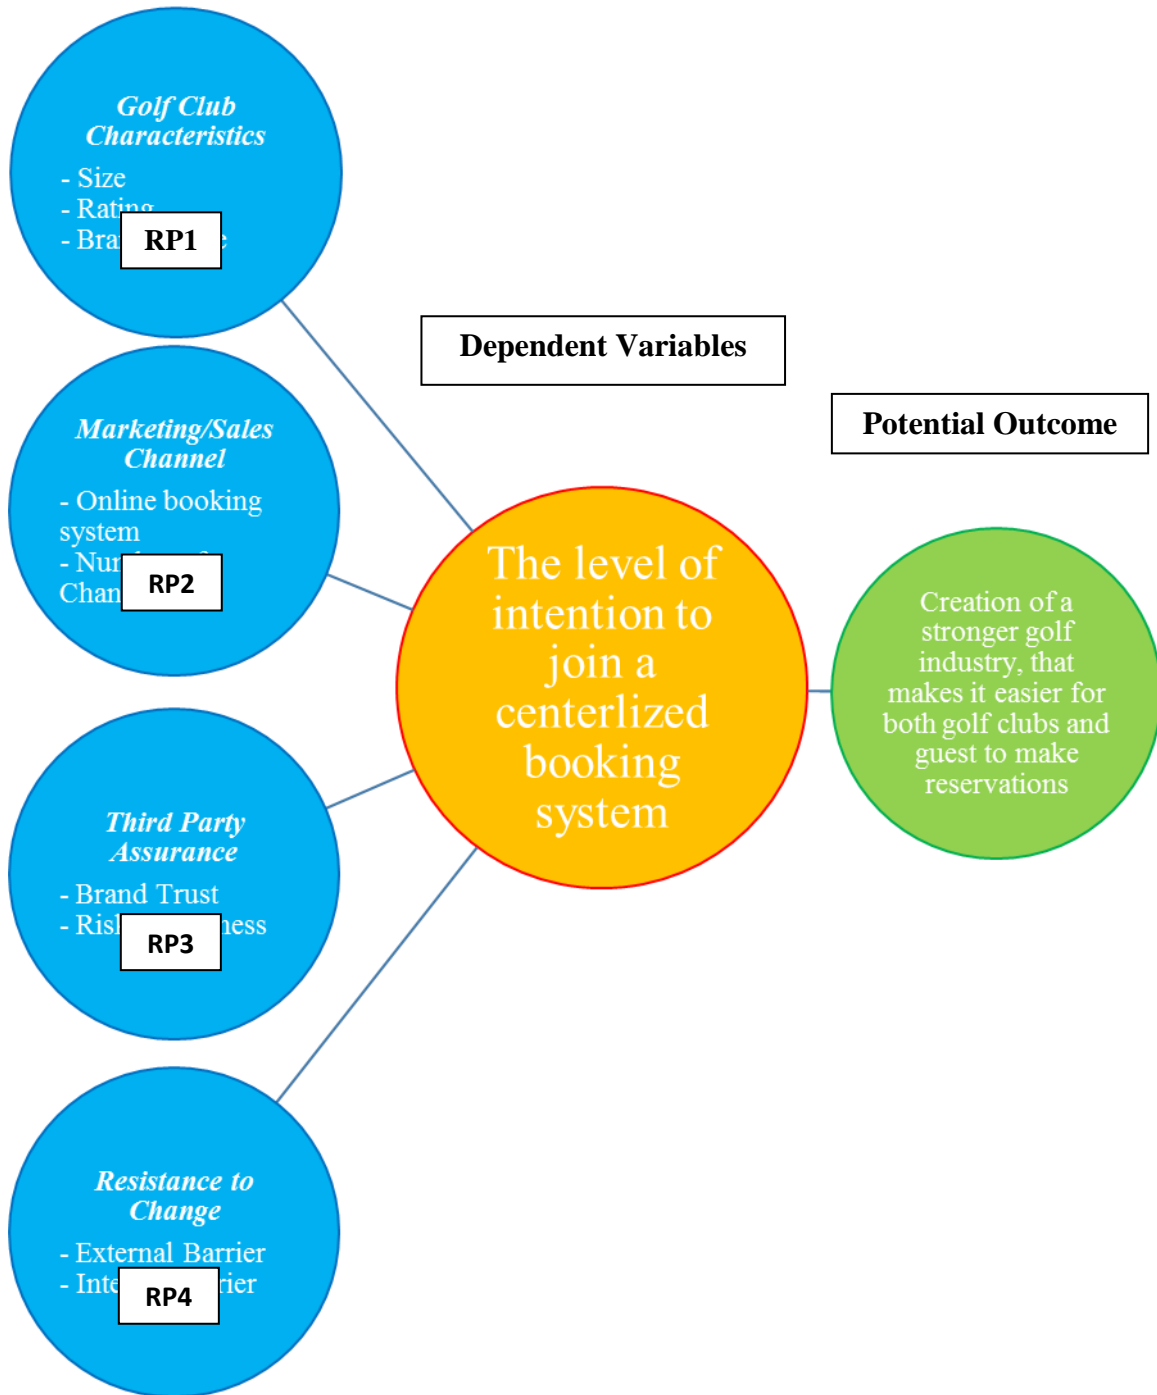 Golf Club
Characteristics
- Size
- Rating
-
RP1
Dependent Variables
Potential Outcome
Marketing/Sales
Channel
- Online booking
system
-
RP2
The level of
intention to
join a
centerlized
booking
system
Creation of a
stronger golf
industry, that
makes it easier for
both golf clubs and
guest to make
reservations
Third Party
Assurance
- Brand Trust
-
RP3
Resistance to
Change
- External Barrier
-
RP4